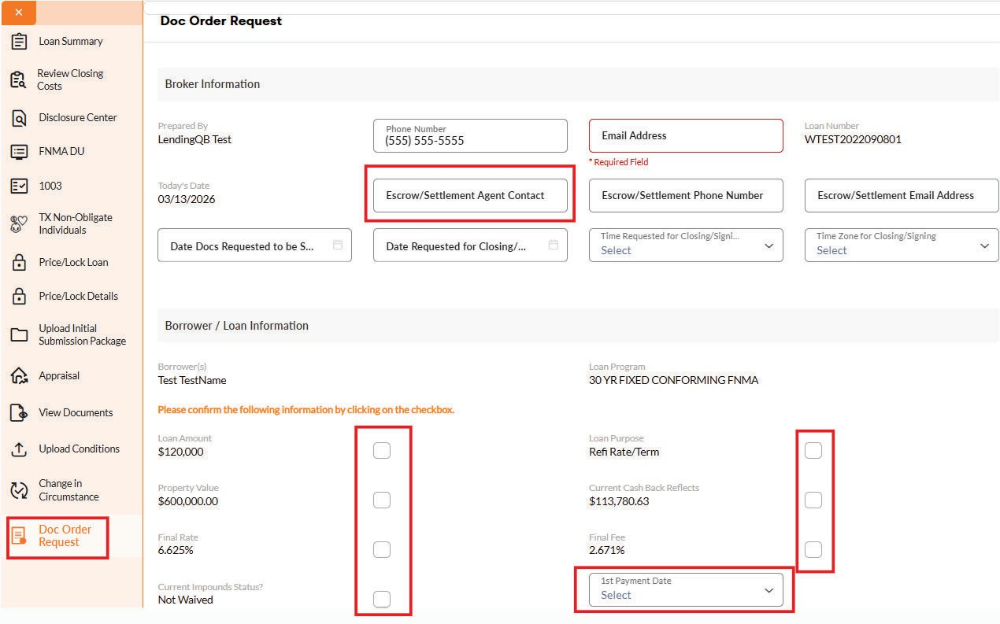 Doc Order Request
Loan Summary
Review Closing
Costs
Disclosure Center
FNMA DU
1003
TX Non-Obligate
Individuals
Price/Lock Loan
Price/Lock Details
Upload Initial
Submission Package
Appraisal
View Documents
Upload Conditions
Change in
Circumstance
Doc Order
Request
Broker Information
Prepared By
LendingQB Test
Phone Number
(555) 555-5555
Email Address
* Required Field
Loan Number
WTEST2022090801
Today's Date
03/13/2026
Escrow/Settlement Agent Contact
Escrow/Settlement Phone Number
Escrow/Settlement Email Address
Date Docs Requested to be S...
Date Requested for Closing/...
Time Requested for Closing/Signi...
Select
Time Zone for Closing/Signing
Select
Borrower / Loan Information
Borrower(s)
Test TestName
Loan Program
30 YR FIXED CONFORMING FNMA
Please confirm the following information by clicking on the checkbox.
Loan Amount
$120,000
Loan Purpose
Refi Rate/Term
Property Value
$600,000.00
Current Cash Back Reflects
$113,780.63
Final Rate
6.625%
Final Fee
2.671%
Current Impounds Status?
Not Waived
1st Payment Date
Select